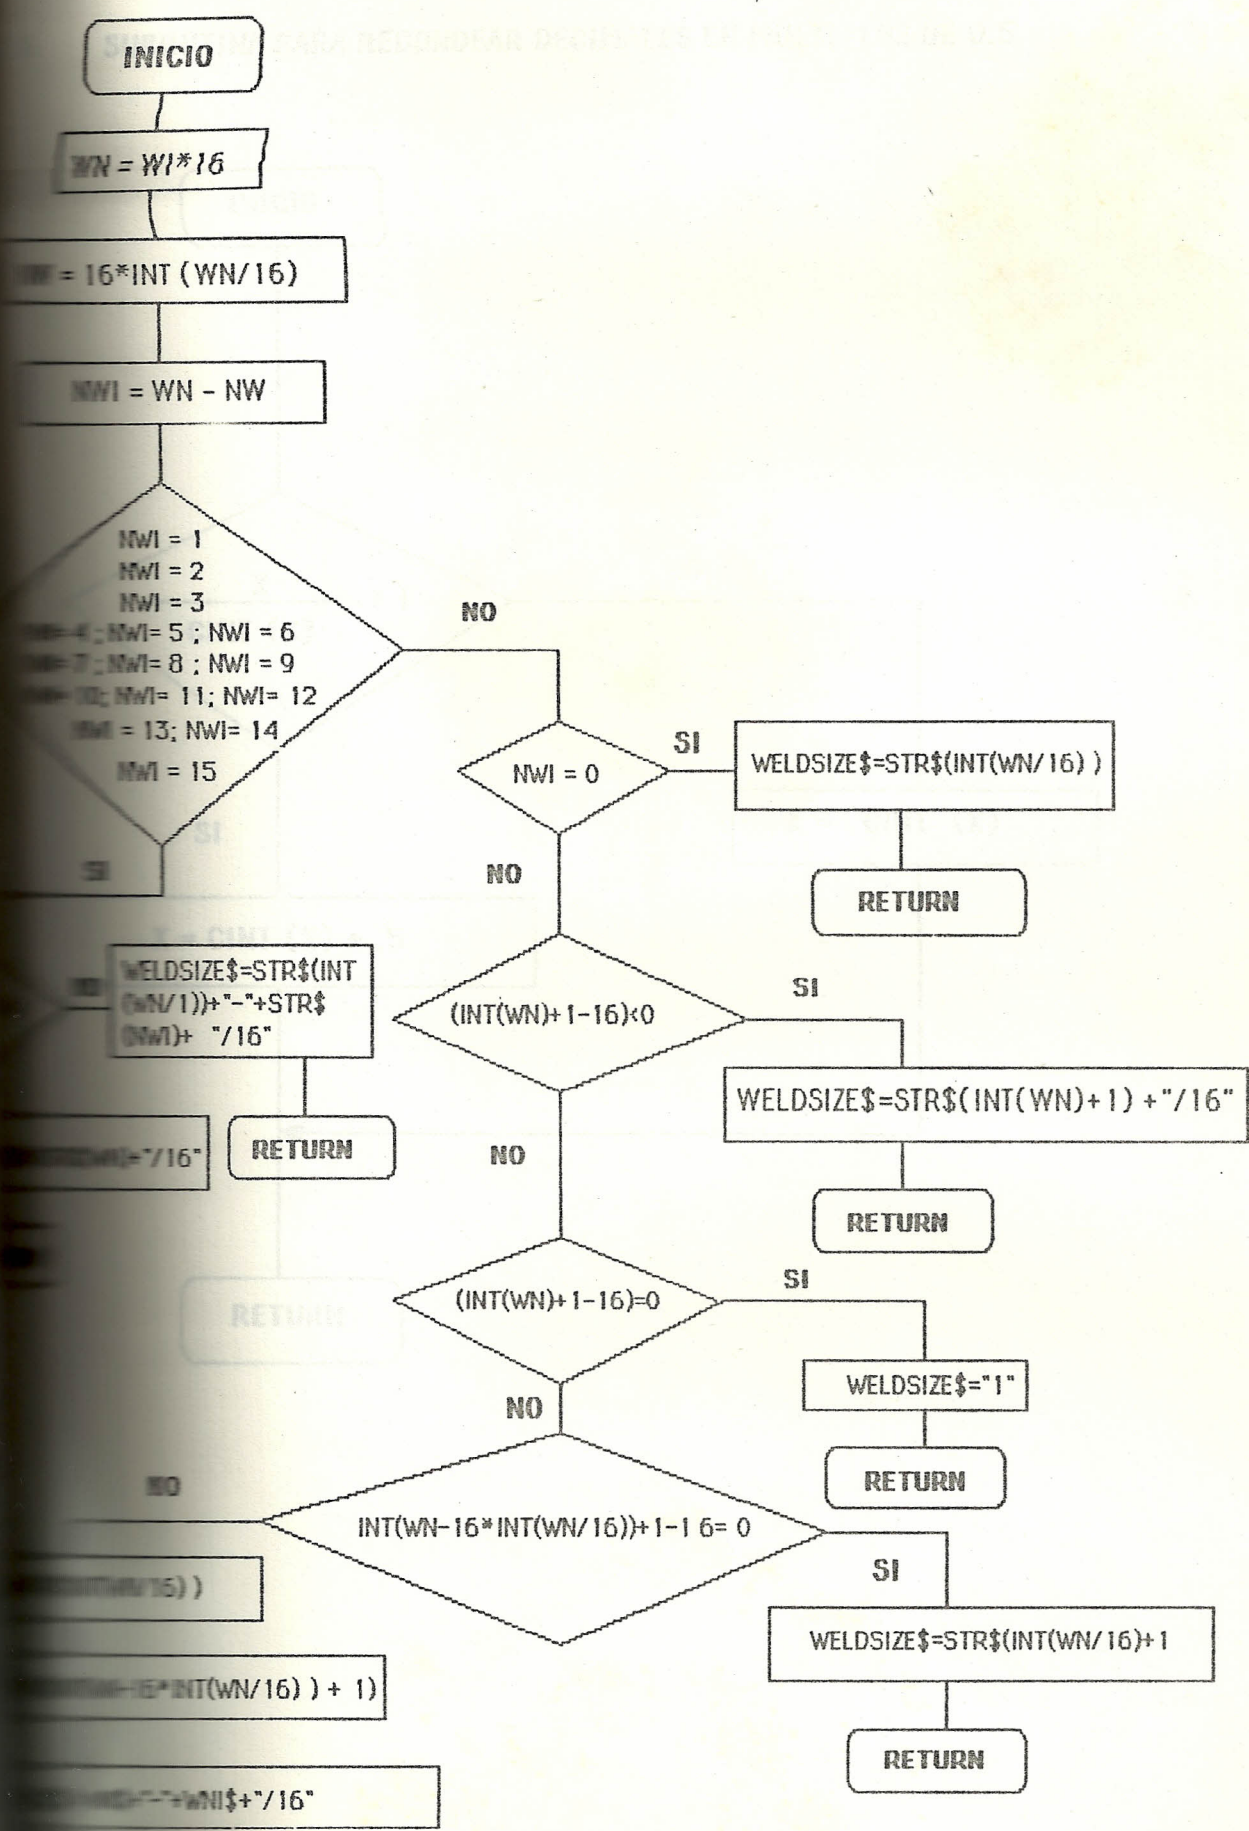 INICIO
WN = WI*16
= 16*INT (WN/16)
NWI = WN - NW
NWI = 1
NWI = 2
NWI = 3
NWI= 5 ; NWI = 6
NWI= 8 ; NWI = 9
NWI= 11; NWI= 12
NWI = 13; NWI= 14
NWI = 15
NO
SI
NWI = 0
SI
WELDSIZE$=STR$(INT(WN/16) )
RETURN
NO
NO
WELDSIZE$=STR$(INT
(WN/1))+"-"+STR$
(NWI)+ "/16"
RETURN
(INT(WN)+1-16)<0
SI
WELDSIZE$=STR$(INT(WN)+1) +"/16"
RETURN
+"/16"
NO
(INT(WN)+1-16)=0
SI
WELDSIZE$="1"
RETURN
NO
INT(WN-16*INT(WN/16))+1-1 6= 0
SI
WELDSIZE$=STR$(INT(WN/16)+1
RETURN
NO
/16))
INT(WN/16) ) + 1)
"-"+WNI$+"/16"